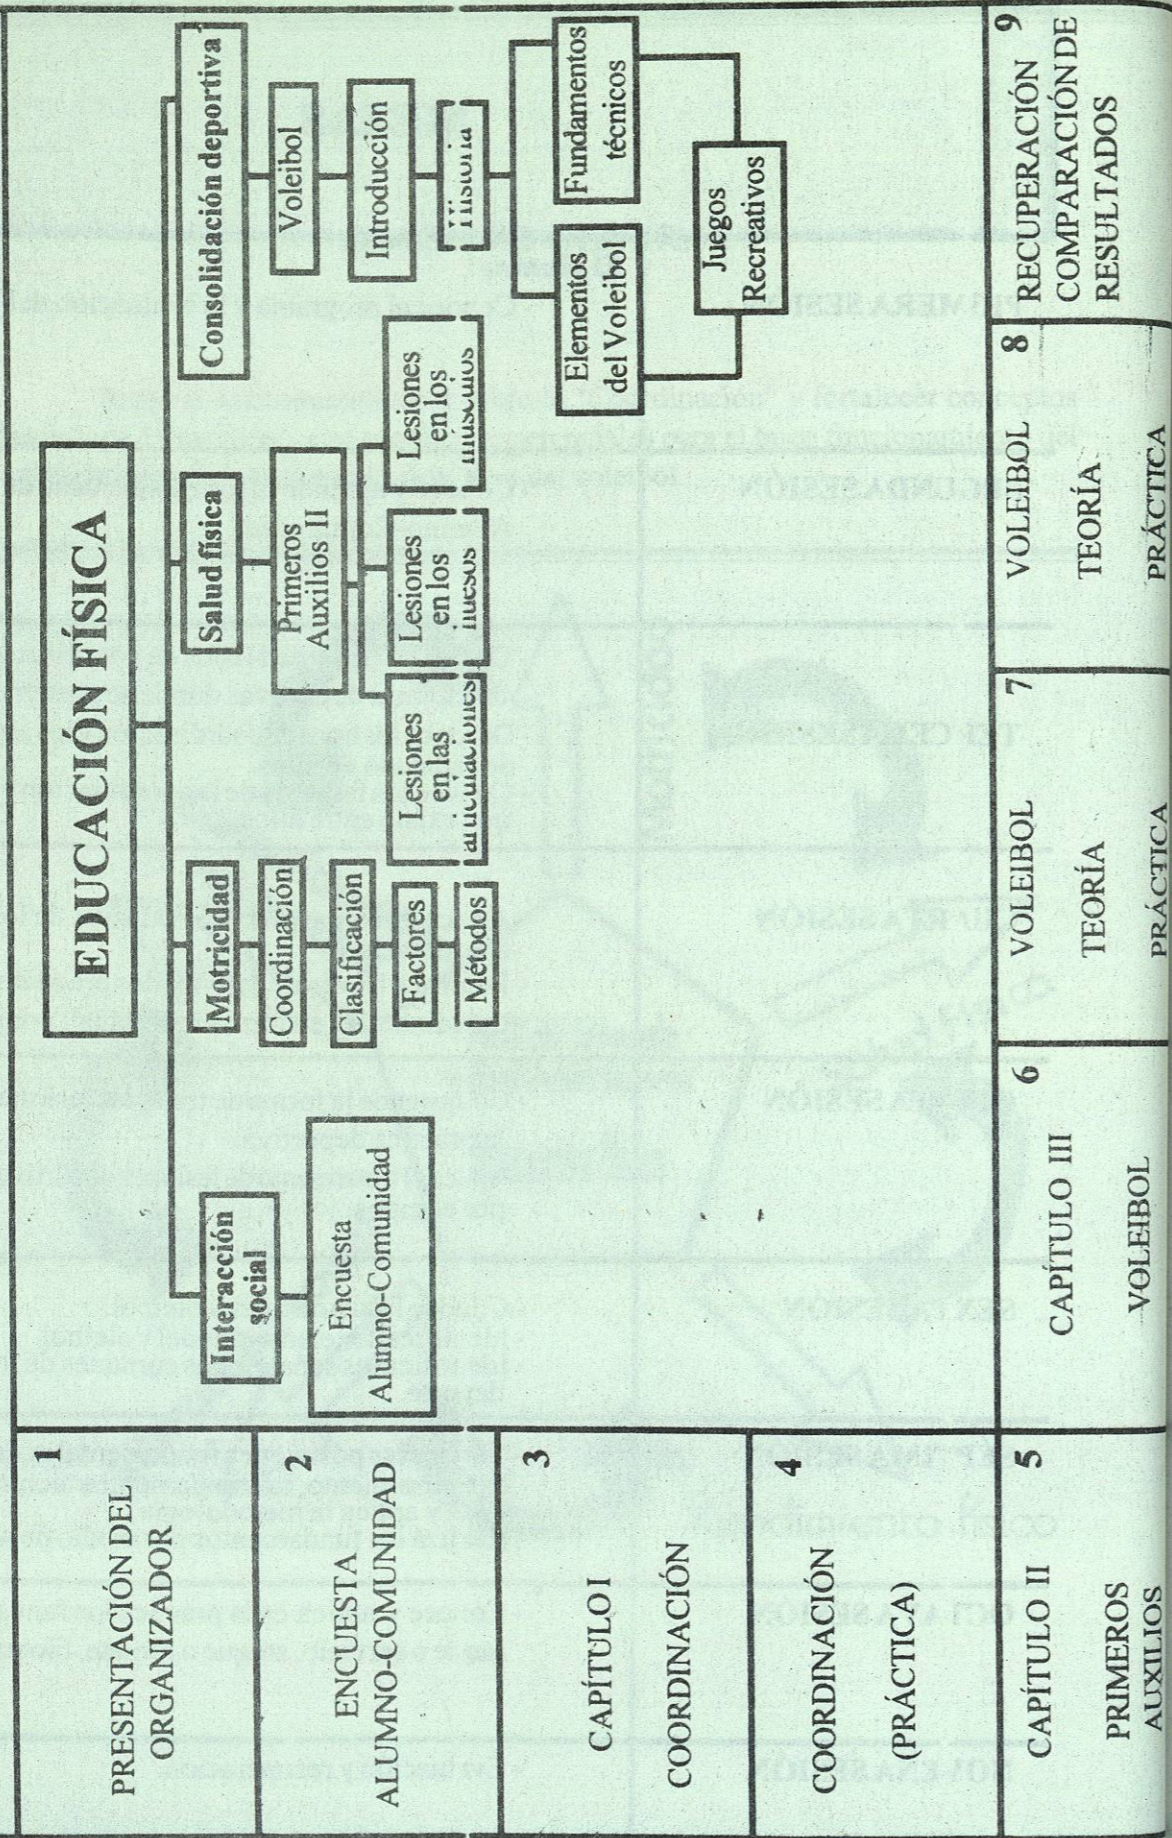 EDUCACIÓN FÍSICA
Interacción
social
Encuesta
Alumno-Comunidad
Motricidad
Coordinación
Clasificación
Factores
Métodos
Salud física
Primeros
Auxilios II
Lesiones
en las
articulaciones
Lesiones
en los
huesos
Lesiones
en los
músculos
Consolidación deportiva
Voleibol
Introducción
Historia
Elementos
del Voleibol
Fundamentos
técnicos
Juegos
Recreativos
1
PRESENTACIÓN DEL
ORGANIZADOR
2
ENCUESTA
ALUMNO-COMUNIDAD
3
CAPÍTULO I
COORDINACIÓN
4
COORDINACIÓN
(PRÁCTICA)
5
CAPÍTULO II
PRIMEROS
AUXILIOS
6
CAPÍTULO III
VOLEIBOL
7
VOLEIBOL
TEORÍA
PRÁCTICA
8
VOLEIBOL
TEORÍA
PRÁCTICA
9
RECUPERACIÓN
COMPARACIÓN DE
RESULTADOS